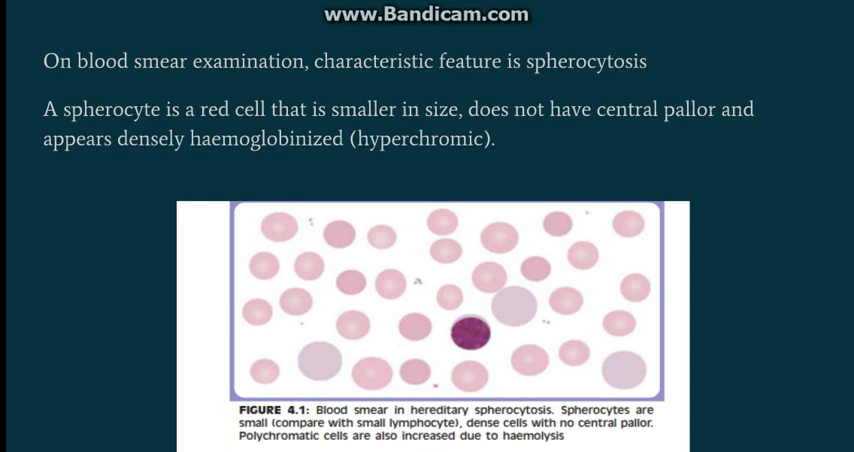 www.Bandicam.com
On blood smear examination, characteristic feature is spherocytosis
A spherocyte is a red cell that is smaller in size, does not have central pallor and
appears densely haemoglobinized (hyperchromic).
FIGURE 4.1: Blood smear in hereditary spherocytosis. Spherocytes are
small (compare with small lymphocyte), dense cells with no central pallor.
Polychromatic cells are also increased due to haemolysis